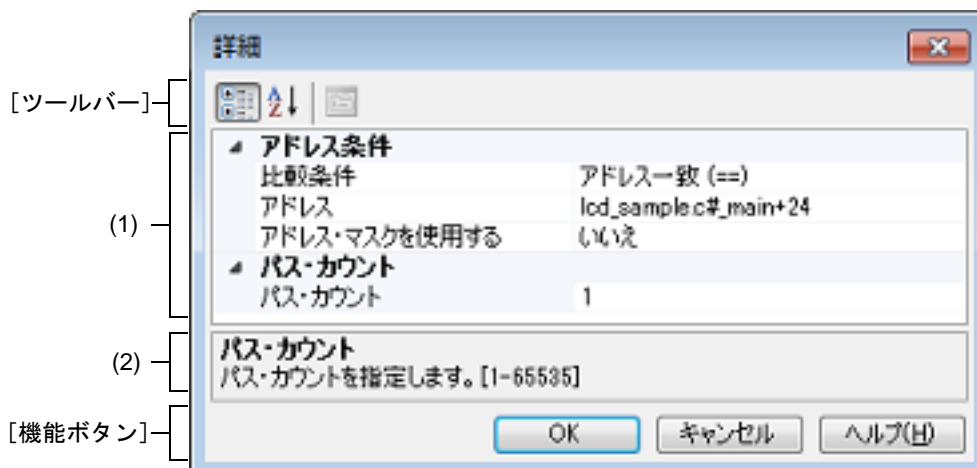 詳細
[ツールバー]
(1)
アドレス条件
比較条件 アドレス一致 (==)
アドレス lcd_sample.c#_main+24
アドレス・マスクを使用する いいえ
パス・カウント
パス・カウント 1
(2)
パス・カウント
パス・カウントを指定します。[1-65535]
[機能ボタン]
OK キャンセル ヘルプ(H)